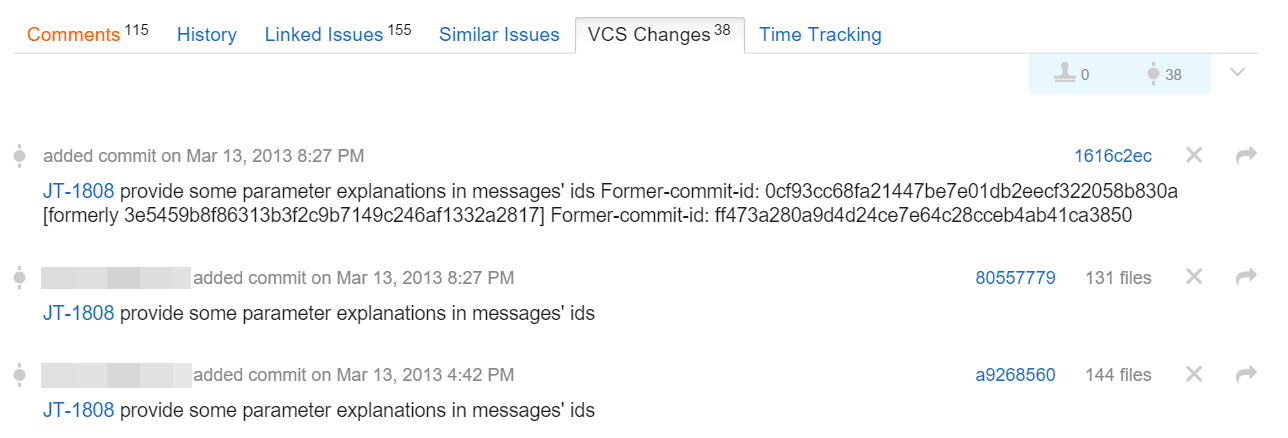 Comments 115 History Linked Issues 155 Similar Issues VCS Changes 38 Time Tracking
0 38
added commit on Mar 13, 2013 8:27 PM 1616c2ec
JT-1808 provide some parameter explanations in messages' ids Former-commit-id: 0cf93cc68fa21447be7e01db2eecf322058b830a
[formerly 3e5459b8f86313b3f2c9b7149c246af1332a2817] Former-commit-id: ff473a280a9d4d24ce7e64c28cceb4ab41ca3850
added commit on Mar 13, 2013 8:27 PM 80557779 131 files
JT-1808 provide some parameter explanations in messages' ids
added commit on Mar 13, 2013 4:42 PM a9268560 144 files
JT-1808 provide some parameter explanations in messages' ids